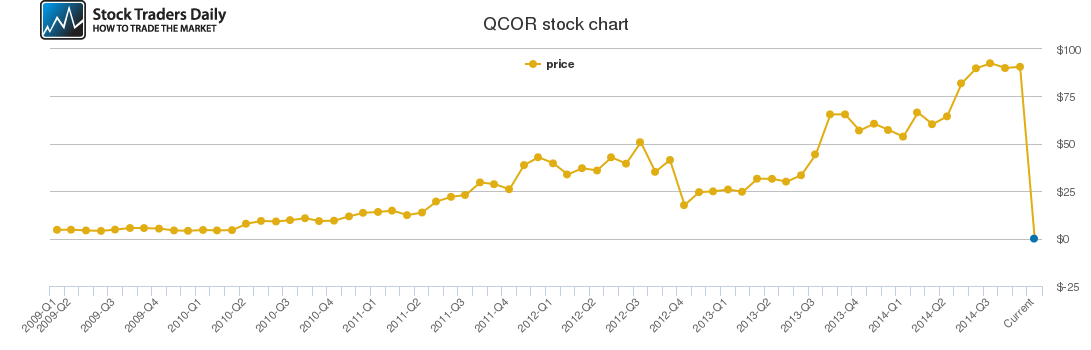 Stock Traders Daily
HOW TO TRADE THE MARKET
QCOR stock chart
price
$100
$75
$50
$25
$0
$-25
2009-Q1
2009-Q2
2009-Q3
2009-Q4
2010-Q1
2010-Q2
2010-Q3
2010-Q4
2011-Q1
2011-Q2
2011-Q3
2011-Q4
2012-Q1
2012-Q2
2012-Q3
2012-Q4
2013-Q1
2013-Q2
2013-Q3
2013-Q4
2014-Q1
2014-Q2
2014-Q3
Current